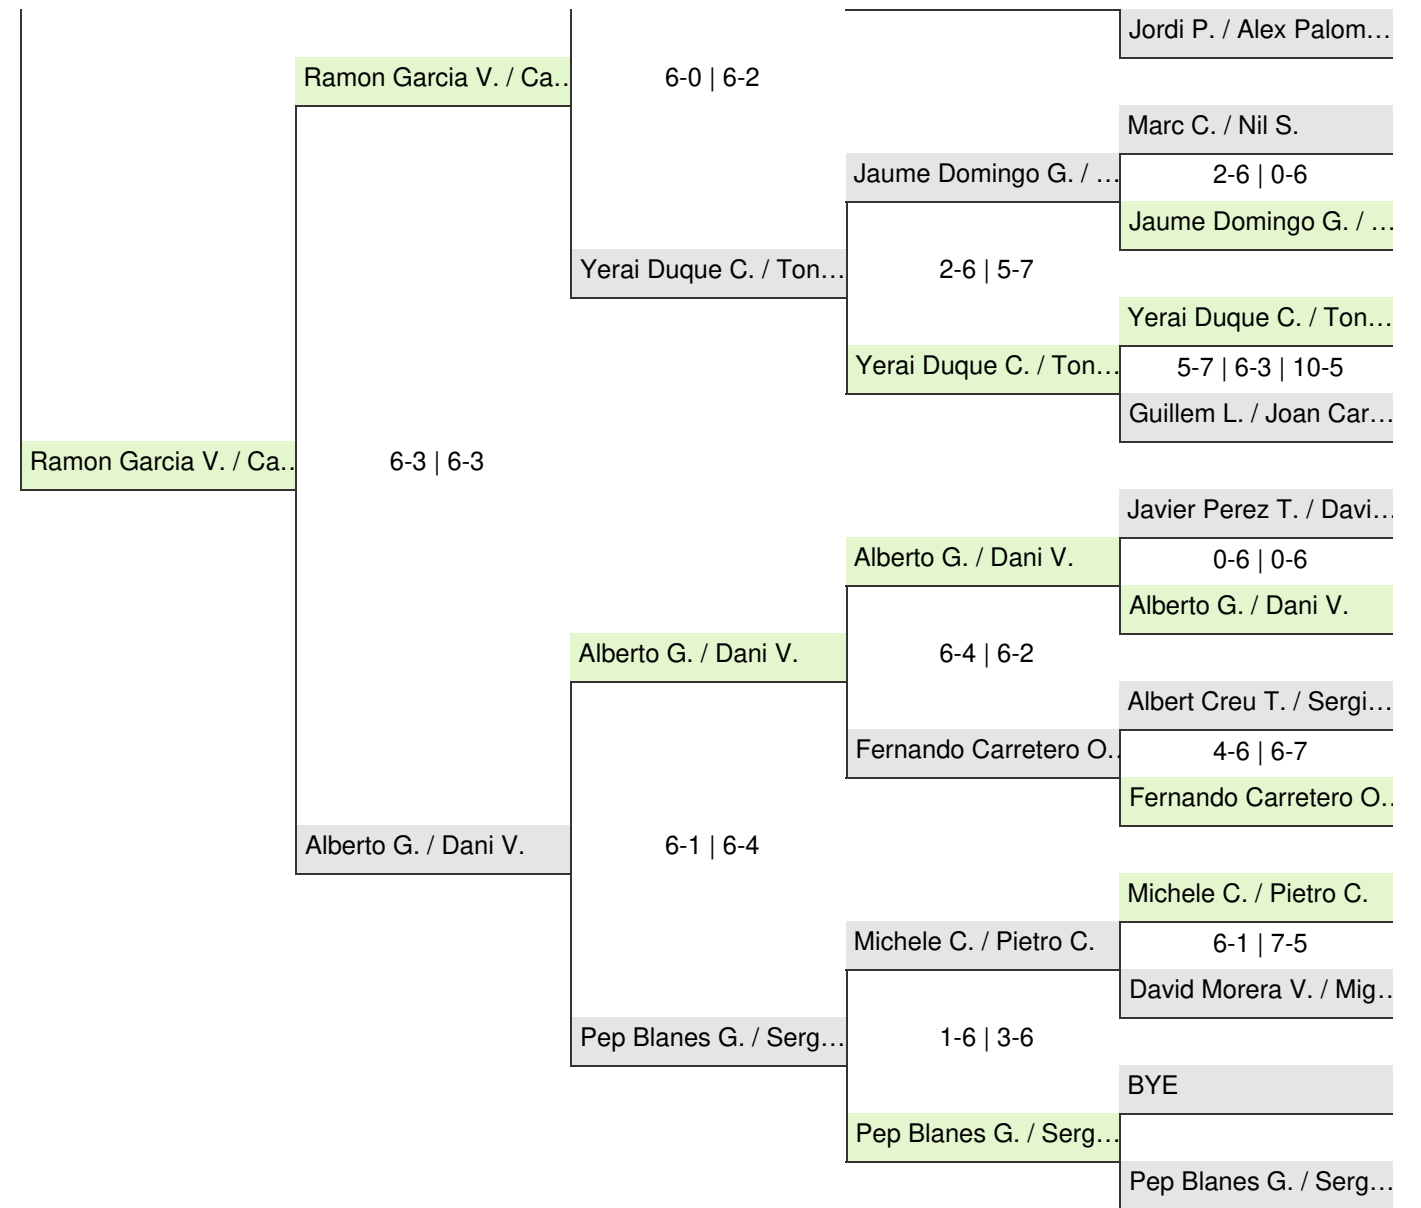 Jordi P. / Alex Palom...
Ramon Garcia V. / Ca..
6-0 | 6-2
Marc C. / Nil S.
Jaume Domingo G. / ...
2-6 | 0-6
Jaume Domingo G. / ...
Yerai Duque C. / Ton...
2-6 | 5-7
Yerai Duque C. / Ton...
Yerai Duque C. / Ton...
5-7 | 6-3 | 10-5
Guillem L. / Joan Car...
Ramon Garcia V. / Ca..
6-3 | 6-3
Javier Perez T. / Davi...
Alberto G. / Dani V.
0-6 | 0-6
Alberto G. / Dani V.
Alberto G. / Dani V.
6-4 | 6-2
Albert Creu T. / Sergi...
Fernando Carretero O..
4-6 | 6-7
Fernando Carretero O..
Alberto G. / Dani V.
6-1 | 6-4
Michele C. / Pietro C.
Michele C. / Pietro C.
6-1 | 7-5
David Morera V. / Mig..
Pep Blanes G. / Serg...
1-6 | 3-6
BYE
Pep Blanes G. / Serg...
Pep Blanes G. / Serg...